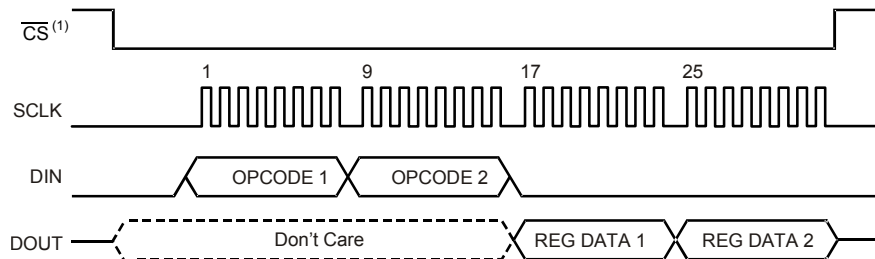 CS (1)
1 9 17 25
SCLK
DIN OPCODE 1 OPCODE 2
DOUT Don't Care REG DATA 1 REG DATA 2